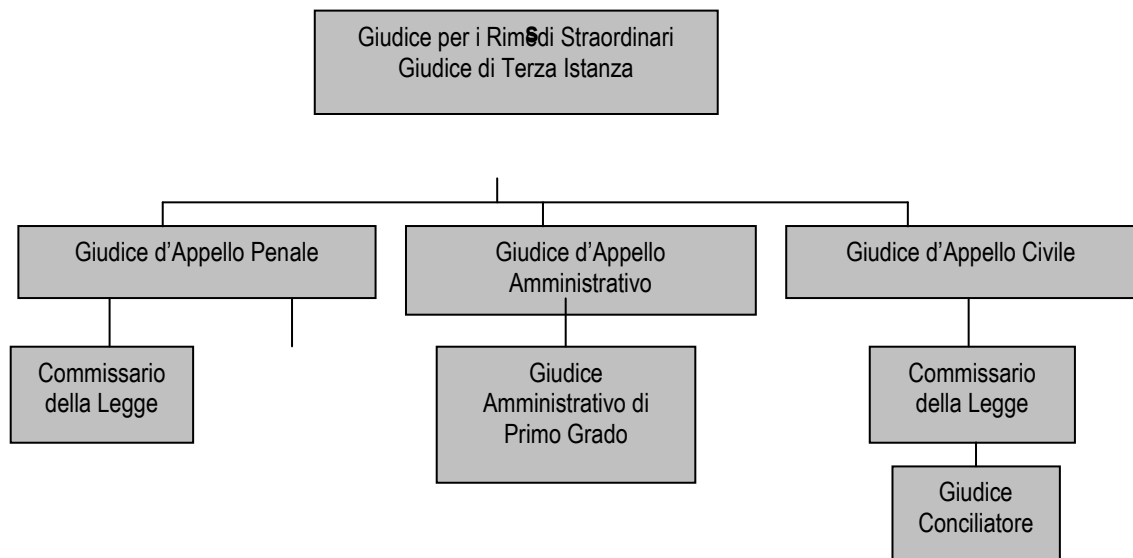 Giudice per i Rimedi Straordinari
Giudice di Terza Istanza
Giudice d'Appello Penale
Giudice d'Appello
Amministrativo
Giudice d'Appello Civile
Commissario
della Legge
Giudice
Amministrativo di
Primo Grado
Commissario
della Legge
Giudice
Conciliatore